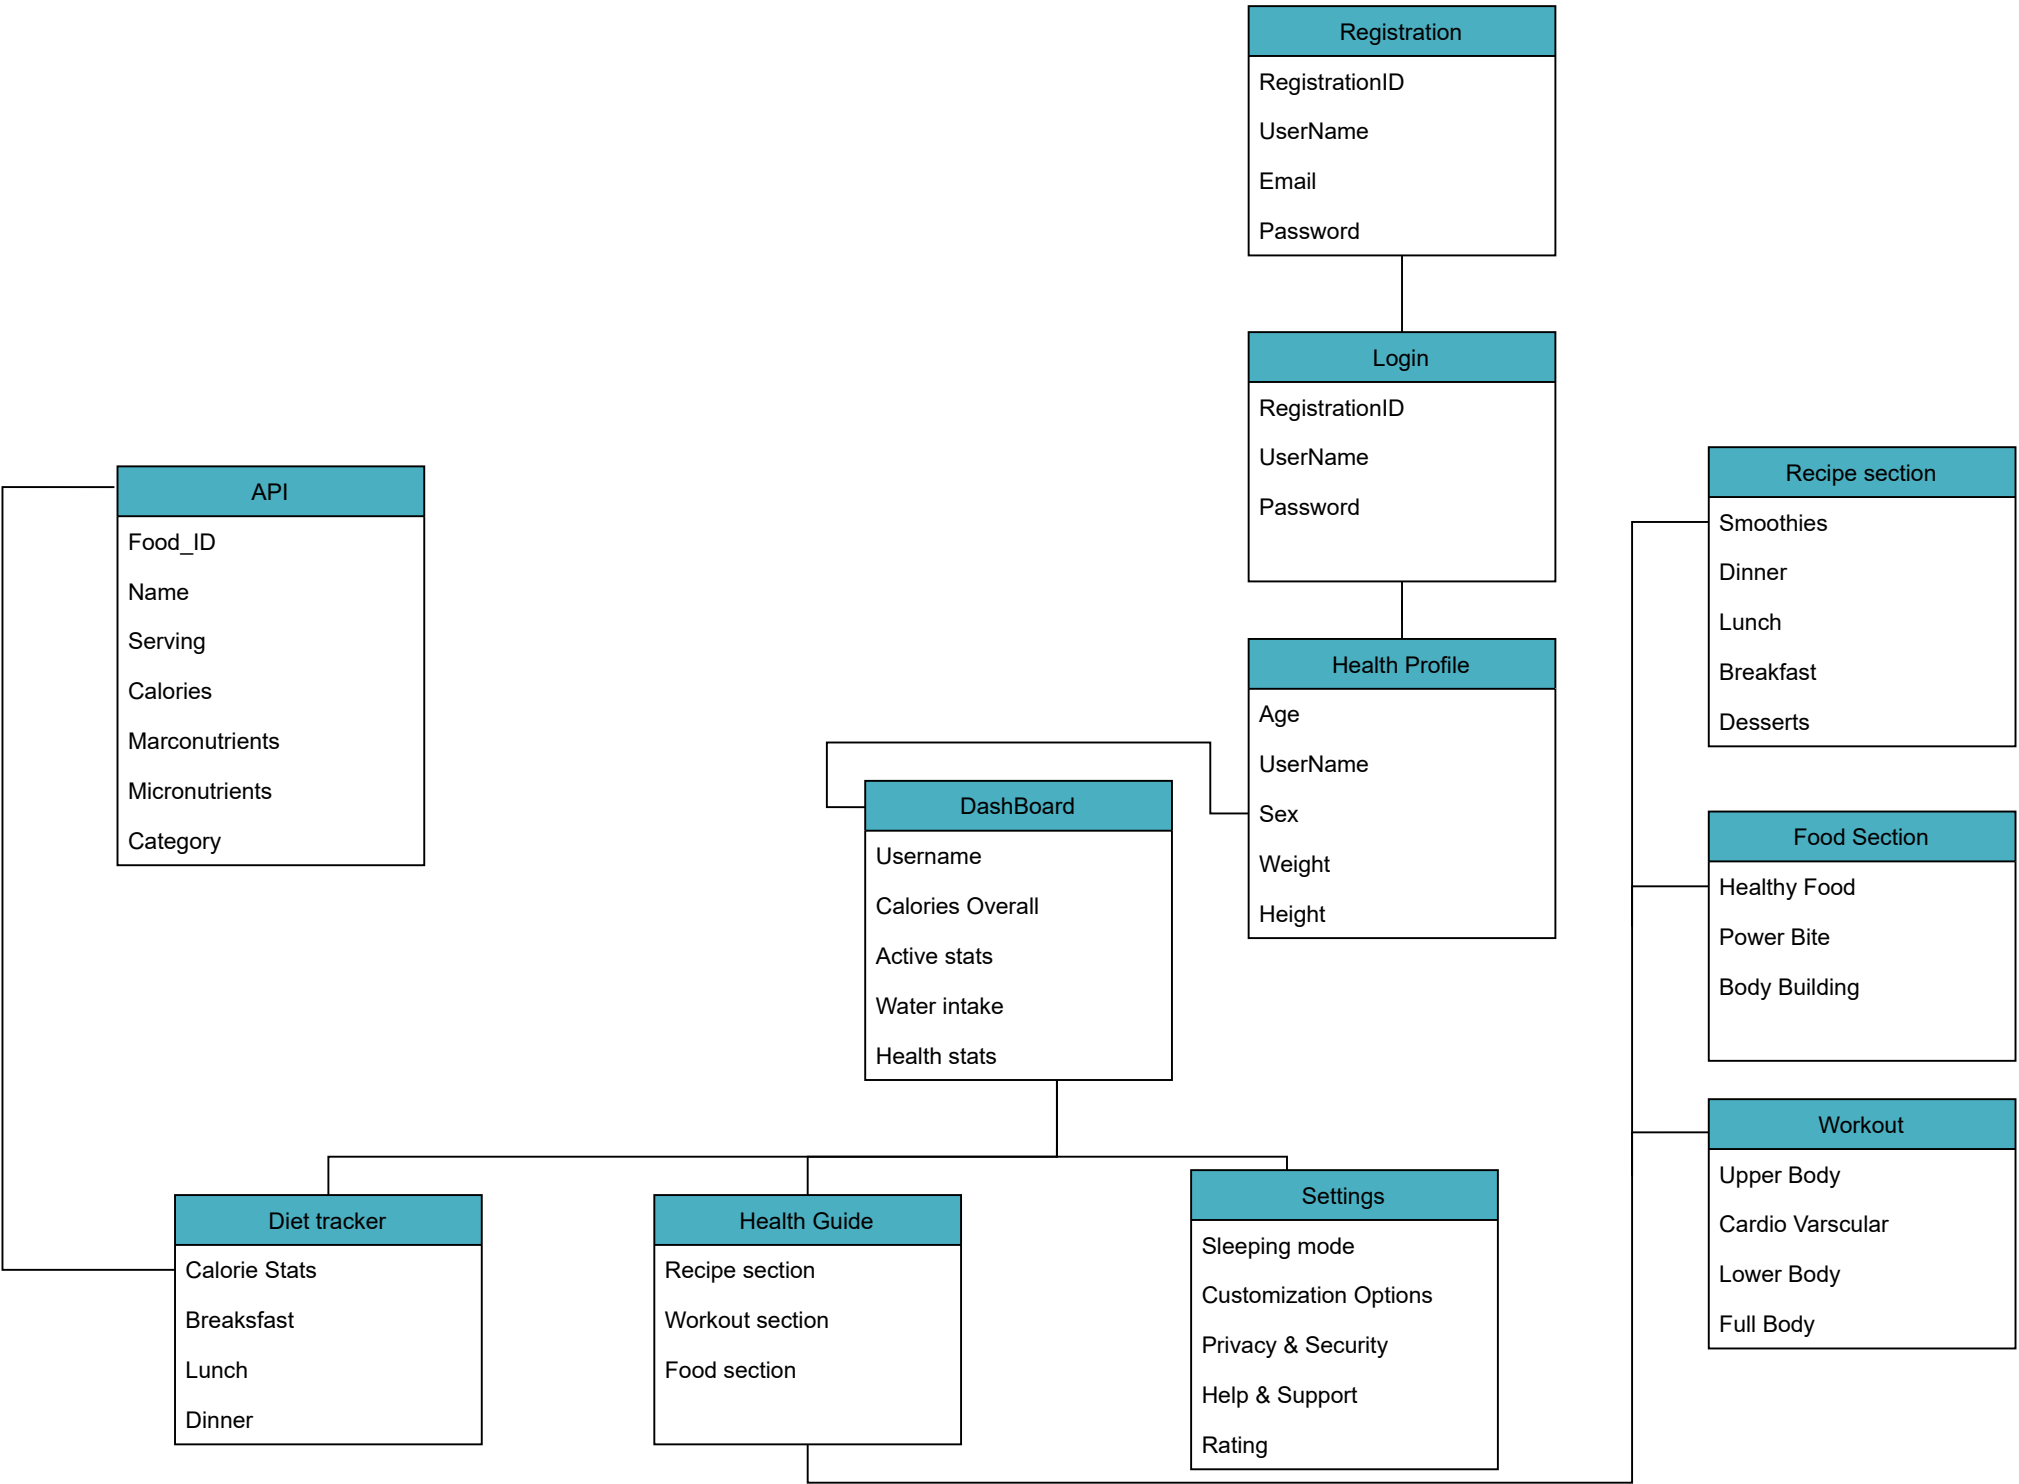 Registration
RegistrationID
UserName
Email
Password
Login
RegistrationID
UserName
Password
Health Profile
Age
UserName
Sex
Weight
Height
API
Food_ID
Name
Serving
Calories
Marconutrients
Micronutrients
Category
DashBoard
Username
Calories Overall
Active stats
Water intake
Health stats
Diet tracker
Calorie Stats
Breaksfast
Lunch
Dinner
Health Guide
Recipe section
Workout section
Food section
Settings
Sleeping mode
Customization Options
Privacy & Security
Help & Support
Rating
Recipe section
Smoothies
Dinner
Lunch
Breakfast
Desserts
Food Section
Healthy Food
Power Bite
Body Building
Workout
Upper Body
Cardio Varscular
Lower Body
Full Body